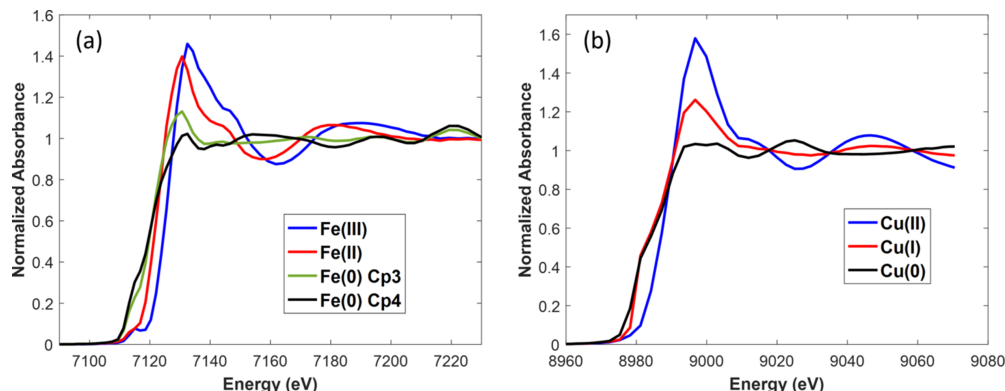 (a)
Normalized Absorbance
1.6
1.4
1.2
1
0.8
0.6
0.4
0.2
0
Fe(III)
Fe(II)
Fe(0) Cp3
Fe(0) Cp4
7100 7120 7140 7160 7180 7200 7220
Energy (eV)
(b)
Normalized Absorbance
1.6
1.4
1.2
1
0.8
0.6
0.4
0.2
0
Cu(II)
Cu(I)
Cu(0)
8960 8980 9000 9020 9040 9060 9080
Energy (eV)